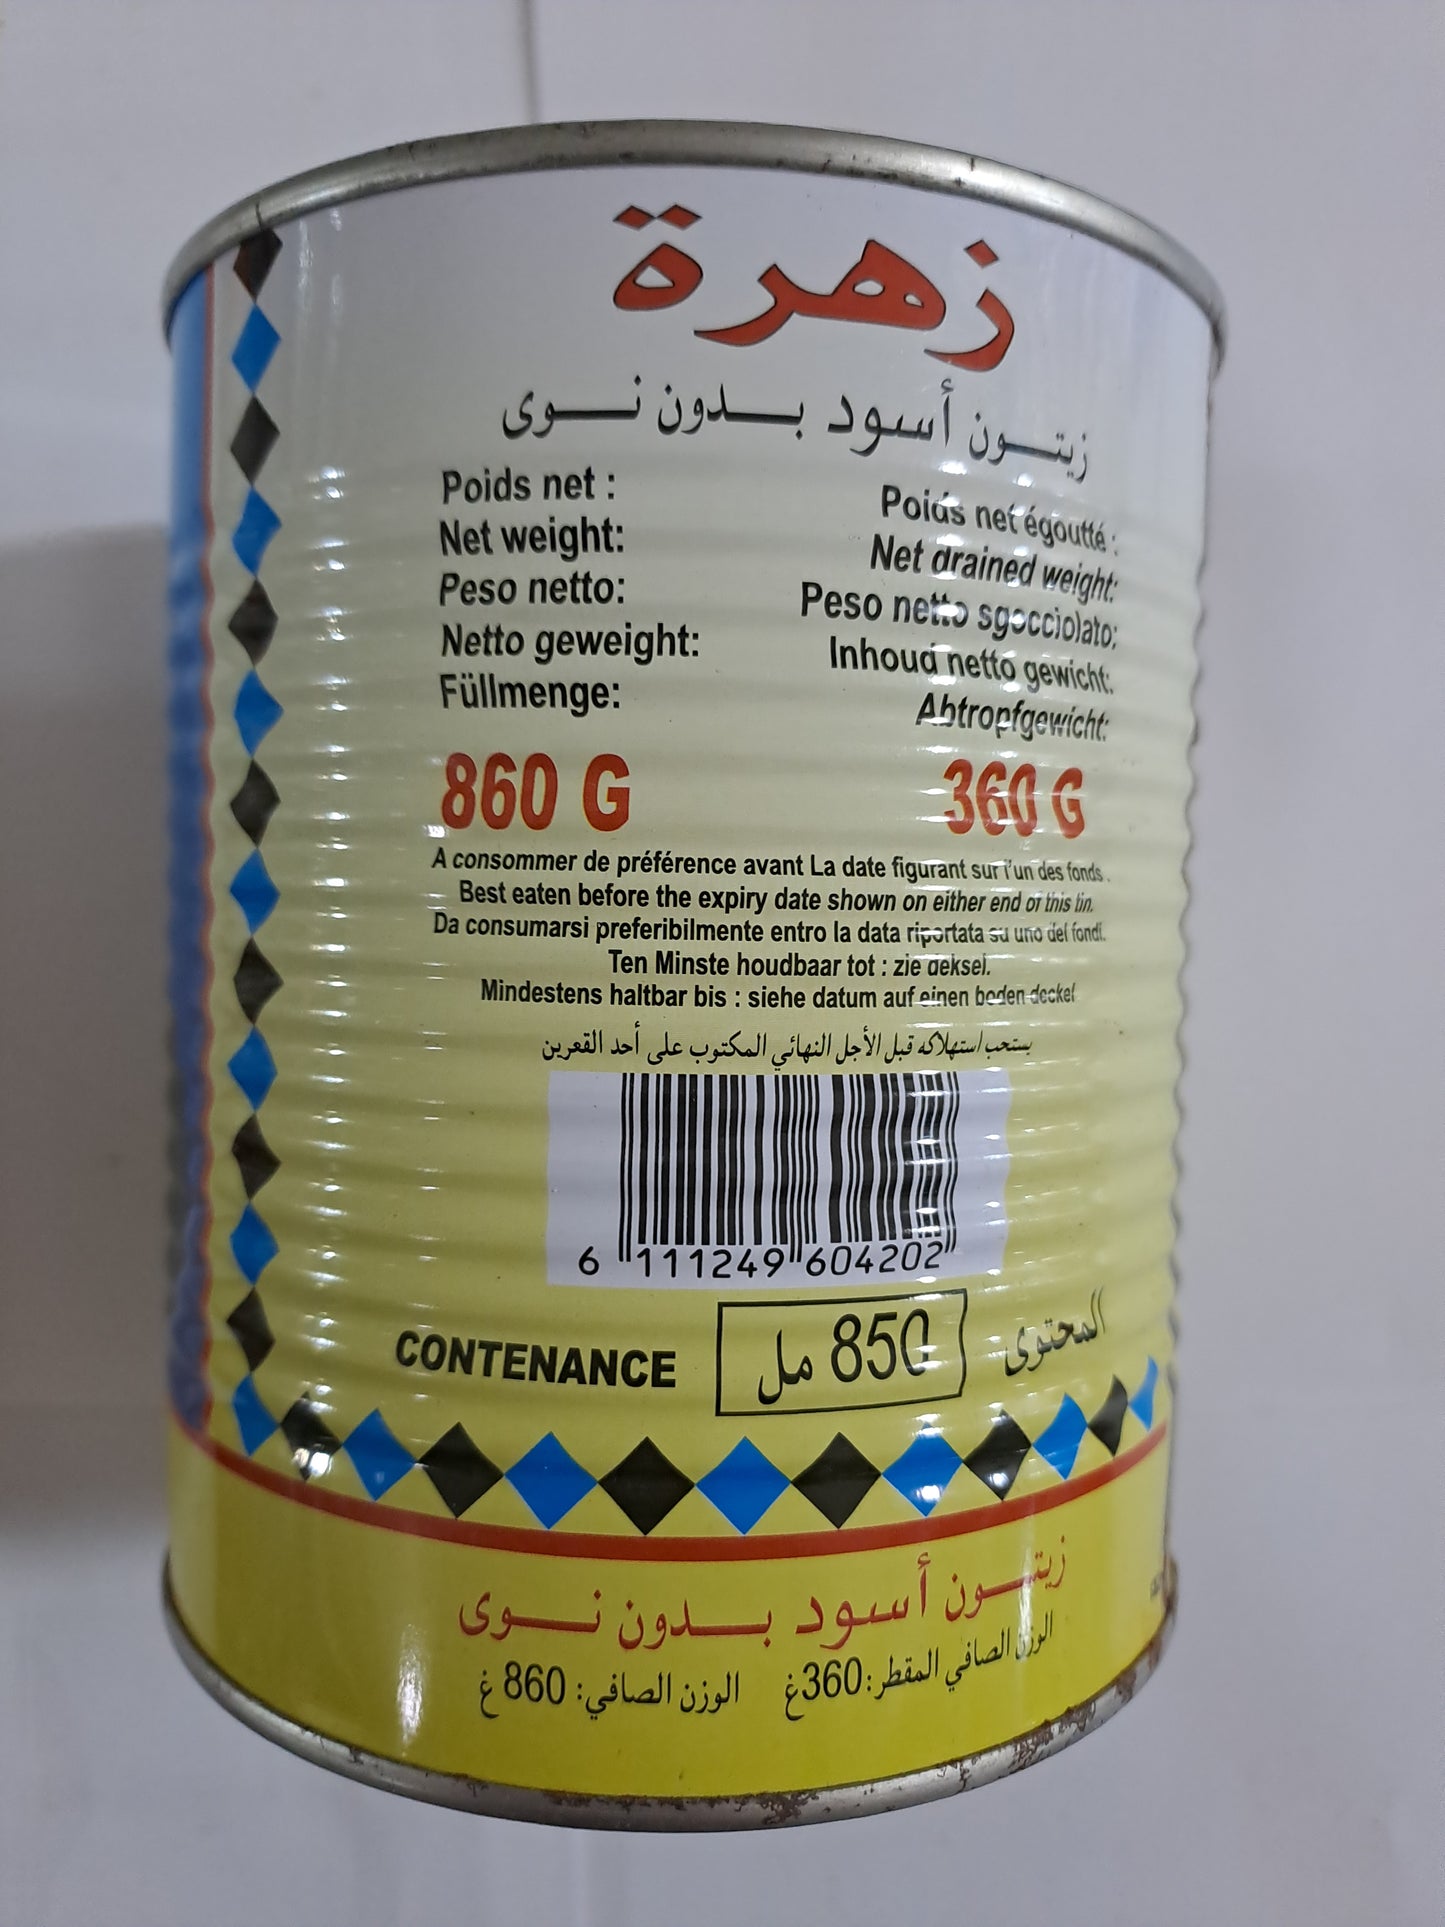 زهرة
زيتون أسود بدون نوى
Poids net :
Net weight:
Peso netto:
Netto geweight:
Füllmenge:
860 G
Poids net égoutté :
Net drained weight:
Peso netto sgocciolato:
Inhoud netto gewicht:
Abtropfgewicht:
360 G
A consommer de préférence avant La date figurant sur l'un des fonds .
Best eaten before the expiry date shown on either end of this tin.
Da consumarsi preferibilmente entro la data riportata su uno dei fondi.
Ten Minste houdbaar tot : zie deksel.
Mindestens haltbar bis : siehe datum auf einen boden deckel
يستحب استهلاكه قبل الأجل النهائي المكتوب على أحد القعرين
6 111249 604202
CONTENANCE 850 مل المحتوى
زيتون أسود بدون نوى
الوزن الصافي المقطر: 360غ الوزن الصافي: 860 غ